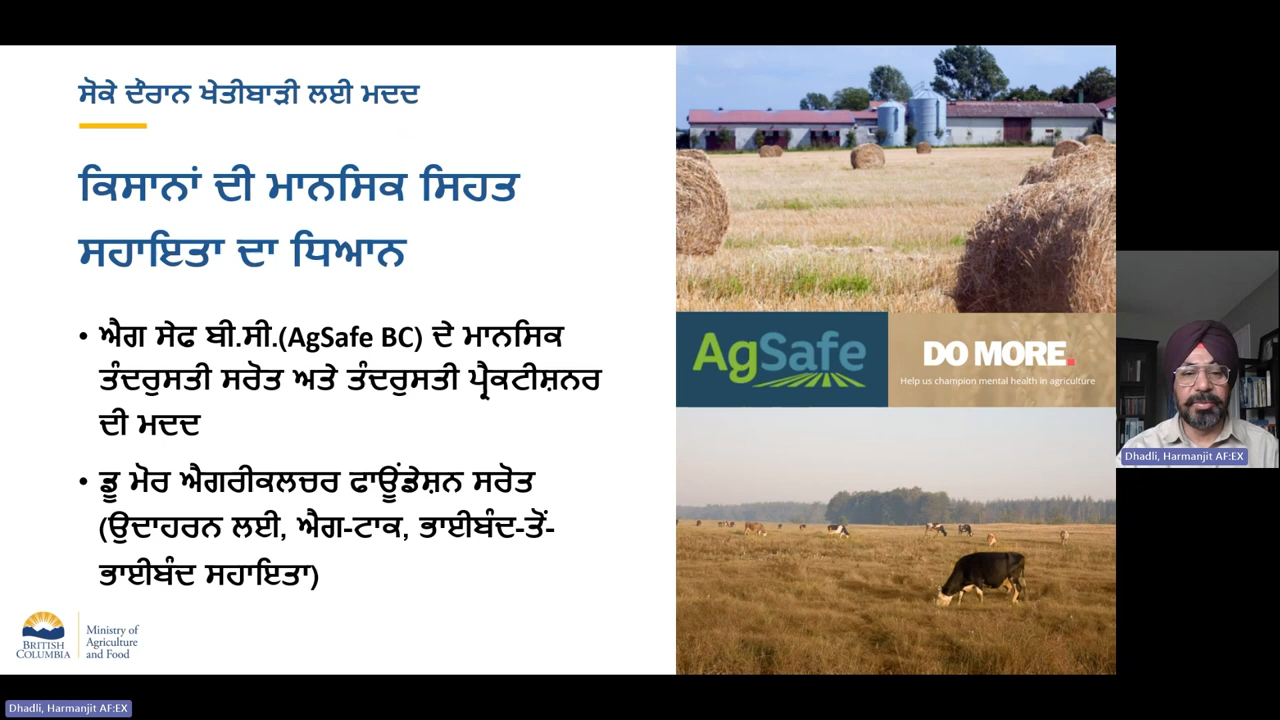 ਸੋਕੇ ਦੌਰਾਨ ਖੇਤੀਬਾੜੀ ਲਈ ਮਦਦ
ਕਿਸਾਨਾਂ ਦੀ ਮਾਨਸਿਕ ਸਿਹਤ
ਸਹਾਇਤਾ ਦਾ ਧਿਆਨ
• ਐਗ ਸੇਫ ਬੀ.ਸੀ.(AgSafe BC) ਦੇ ਮਾਨਸਿਕ
ਤੰਦਰੁਸਤੀ ਸਰੋਤ ਅਤੇ ਤੰਦਰੁਸਤੀ ਪ੍ਰੈਕਟੀਸ਼ਨਰ
ਦੀ ਮਦਦ
• ਡੂ ਮੋਰ ਐਗਰੀਕਲਚਰ ਫਾਊਂਡੇਸ਼ਨ ਸਰੋਤ
(ਉਦਾਹਰਨ ਲਈ, ਐਗ-ਟਾਕ, ਭਾਈਬੰਦ-ਤੋਂ-
ਭਾਈਬੰਦ ਸਹਾਇਤਾ)
BRITISH
COLUMBIA
Ministry of
Agriculture
and Food
AgSafe
DO MORE.
Help us champion mental health in agriculture
Dhadli, Harmanjit AF:EX
Dhadli, Harmanjit AF:EX